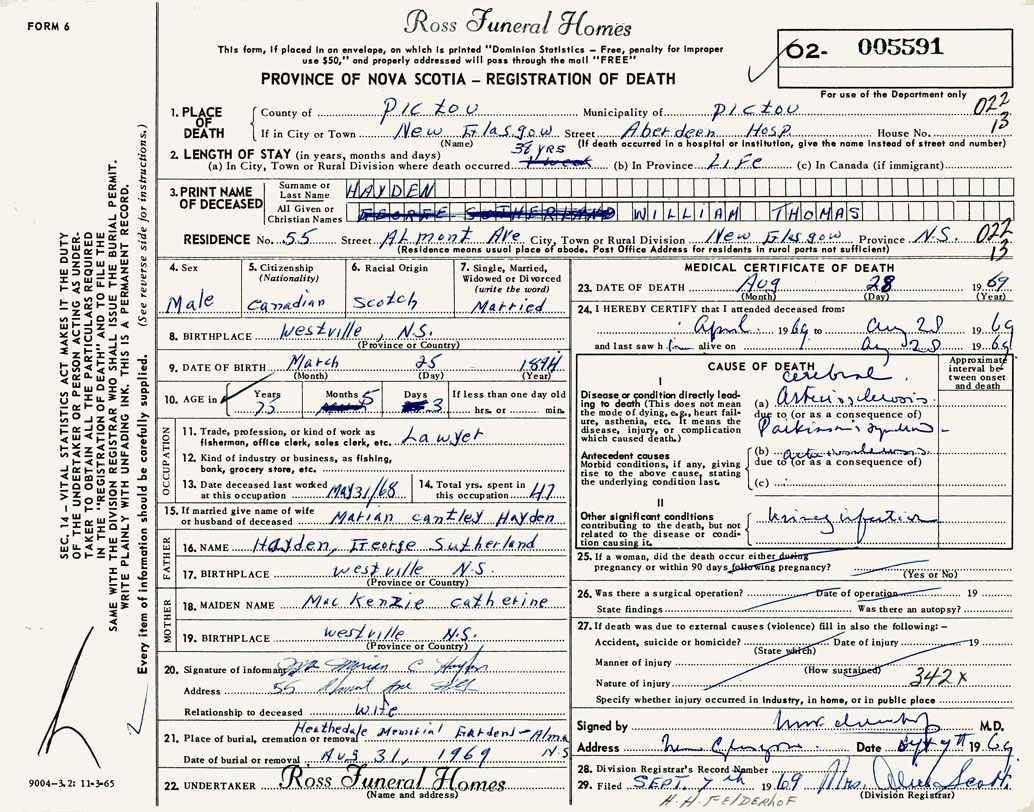 FORM 6
Ross Funeral Homes
This form, if placed in an envelope, on which is printed "Dominion Statistics – Free, penalty for improper
use $50," and properly addressed will pass through the mail "FREE"
PROVINCE OF NOVA SCOTIA – REGISTRATION OF DEATH
02- 005591
For use of the Department only
022
13
1. PLACE OF DEATH
County of Pictou Municipality of Pictou
If in City or Town New Glasgow Street Aberdeen Hosp. House No.
(Name) (If death occurred in a hospital or institution, give the name instead of street and number)
2. LENGTH OF STAY (in years, months and days)
(a) In City, Town or Rural Division where death occurred YRS (b) In Province Life (c) In Canada (if immigrant)
3. PRINT NAME OF DECEASED
Surname or Last Name HAYDEN
All Given or Christian Names GEORGE SUTHERLAND WILLIAM THOMAS
RESIDENCE No. 55 Street Almont Ave City, Town or Rural Division New Glasgow Province N.S. 022
13
(Residence means usual place of abode. Post Office Address for residents in rural parts not sufficient)
4. Sex
Male
5. Citizenship (Nationality)
Canadian
6. Racial Origin
Scotch
7. Single, Married, Widowed or Divorced (write the word)
Married
8. BIRTHPLACE Westville, N.S.
(Province or Country)
9. DATE OF BIRTH March 25 1894
(Month) (Day) (Year)
10. AGE in Years Months Days If less than one day old
75 5 3 hrs. or min.
OCCUPATION
11. Trade, profession, or kind of work as
fisherman, office clerk, sales clerk, etc. Lawyer
12. Kind of industry or business, as fishing,
bank, grocery store, etc.
13. Date deceased last worked
at this occupation May 31/68
14. Total yrs. spent in
this occupation 47
15. If married give name of wife
or husband of deceased Marian Cantley Hayden
FATHER
16. NAME Hayden, George Sutherland
17. BIRTHPLACE Westville N.S.
(Province or Country)
MOTHER
18. MAIDEN NAME MacKenzie Catherine
19. BIRTHPLACE Westville N.S.
(Province or Country)
20. Signature of informant Marian C Hayden
Address 55 Almont Ave
Relationship to deceased wife
21. Place of burial, cremation or removal Heathedale Memorial Gardens - Alma
N.S
Date of burial or removal Aug 31, 1969
22. UNDERTAKER Ross Funeral Homes
(Name and address)
MEDICAL CERTIFICATE OF DEATH
23. DATE OF DEATH Aug 28 1969
(Month) (Day) (Year)
24. I HEREBY CERTIFY that I attended deceased from:
April 1969 to Aug 28 1969
and last saw him alive on Aug 28 1969
CAUSE OF DEATH
Approximate interval between onset and death
I
Disease or condition directly leading to death (This does not mean
the mode of dying, e.g., heart failure, asthenia, etc. It means the
disease, injury, or complication
which caused death.)
cerebral
(a) Arteriosclerosis
due to (or as a consequence of)
Parkinson's Syndrome -
Antecedent causes
Morbid conditions, if any, giving
rise to the above cause, stating
the underlying condition last.
(b) arteriosclerosis
due to (or as a consequence of)
(c)
II
Other significant conditions
contributing to the death, but not
related to the disease or condition causing it.
Urinary infection
25. If a woman, did the death occur either during
pregnancy or within 90 days following pregnancy?
(Yes or No)
26. Was there a surgical operation? Date of operation 19
State findings Was there an autopsy?
27. If death was due to external causes (violence) fill in also the following: –
Accident, suicide or homicide? Date of injury 19
(State which)
Manner of injury
(How sustained)
Nature of injury 342x
Specify whether injury occurred in Industry, in home, or in public place
Signed by M.D.
Address New Glasgow Date Sept 7th 1969
28. Division Registrar's Record Number
29. Filed SEPT. 7th 1969 Mrs. Scott
(Division Registrar)
H. H. FELDERHOF
SEC. 14 – VITAL STATISTICS ACT MAKES IT THE DUTY
OF THE UNDERTAKER OR PERSON ACTING AS UNDERTAKER TO OBTAIN ALL THE PARTICULARS REQUIRED
IN THE "REGISTRATION OF DEATH" AND TO FILE THE
SAME WITH THE DIVISION REGISTRAR WHO SHALL ISSUE THE BURIAL PERMIT.
WRITE PLAINLY WITH UNFADING INK. THIS IS A PERMANENT RECORD.
Every item of information should be carefully supplied. (See reverse side for instructions.)
9004-3.2: 11-3-65